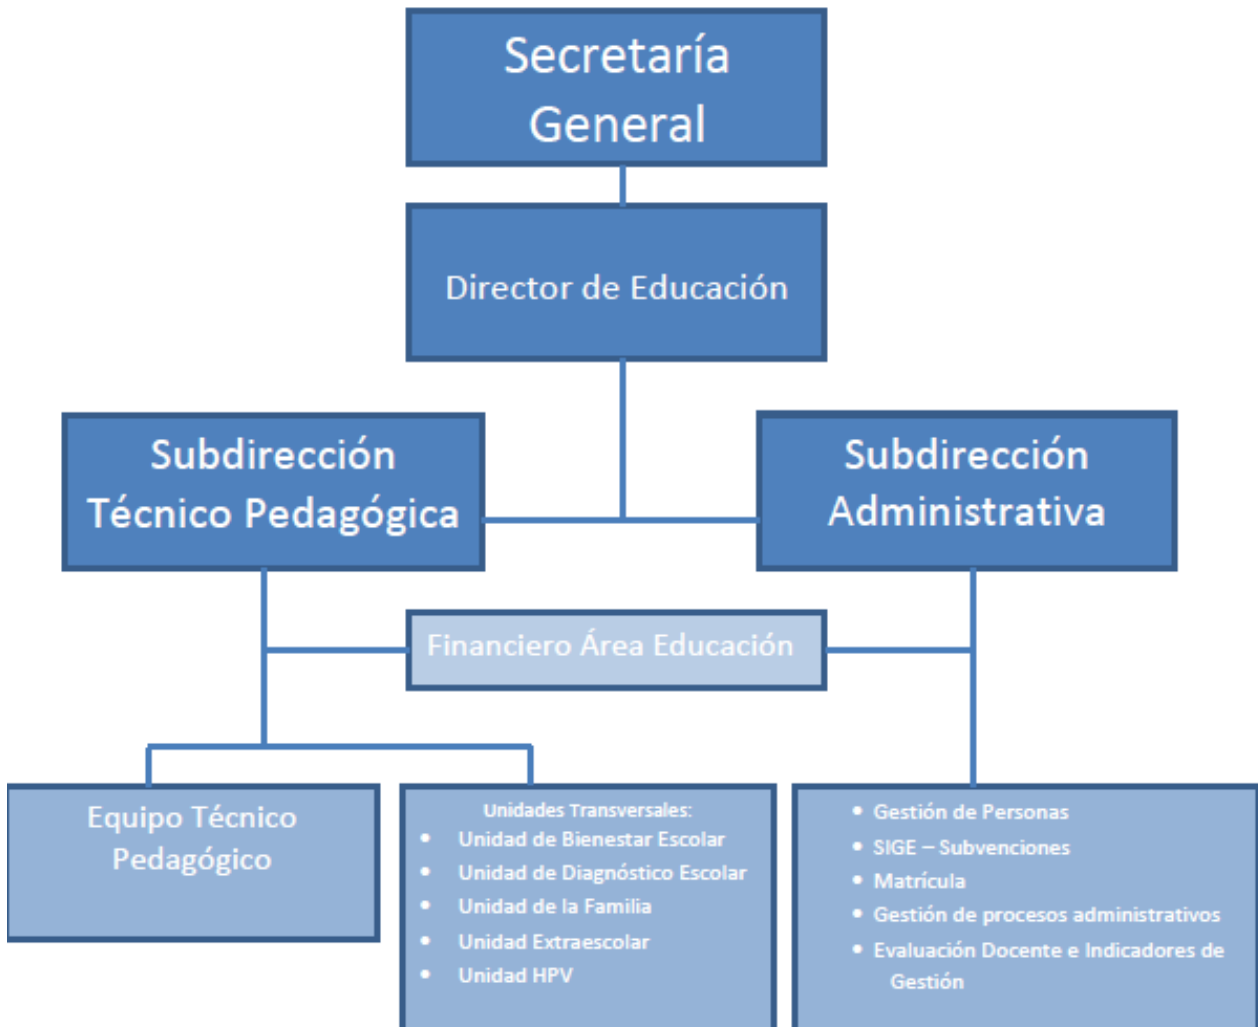 Secretaría
General
Director de Educación
Subdirección
Técnico Pedagógica
Subdirección
Administrativa
Financiero Área Educación
Equipo Técnico
Pedagógico
Unidades Transversales:
• Unidad de Bienestar Escolar
• Unidad de Diagnóstico Escolar
• Unidad de la Familia
• Unidad Extraescolar
• Unidad HPV
• Gestión de Personas
• SIGE – Subvenciones
• Matrícula
• Gestión de procesos administrativos
• Evaluación Docente e Indicadores de
Gestión